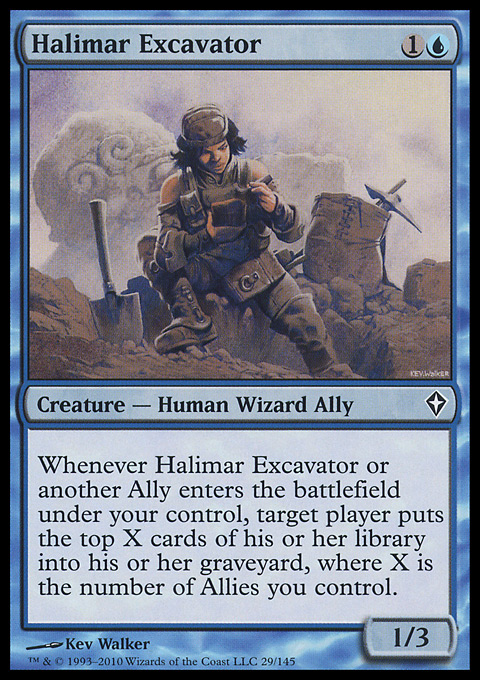 Halimar Excavator 1
KEV.WALKER
Creature — Human Wizard Ally
Whenever Halimar Excavator or
another Ally enters the battlefield
under your control, target player puts
the top X cards of his or her library
into his or her graveyard, where X is
the number of Allies you control.
1/3
Kev Walker
™ & © 1993–2010 Wizards of the Coast LLC 29/145